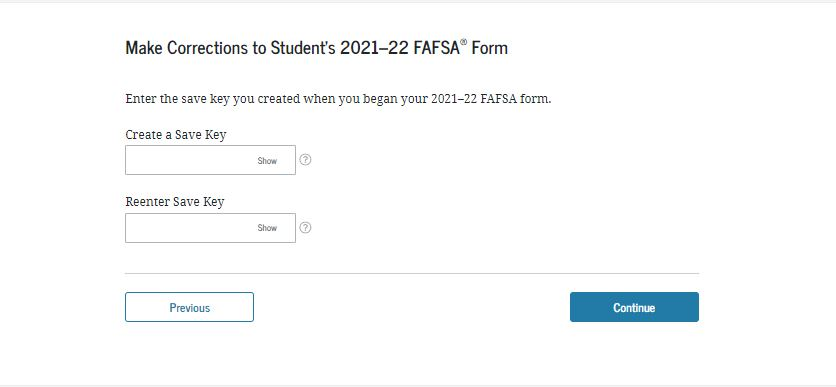 Make Corrections to Student's 2021–22 FAFSA® Form
Enter the save key you created when you began your 2021–22 FAFSA form.
Create a Save Key
Show ?
Reenter Save Key
Show ?
Previous
Continue